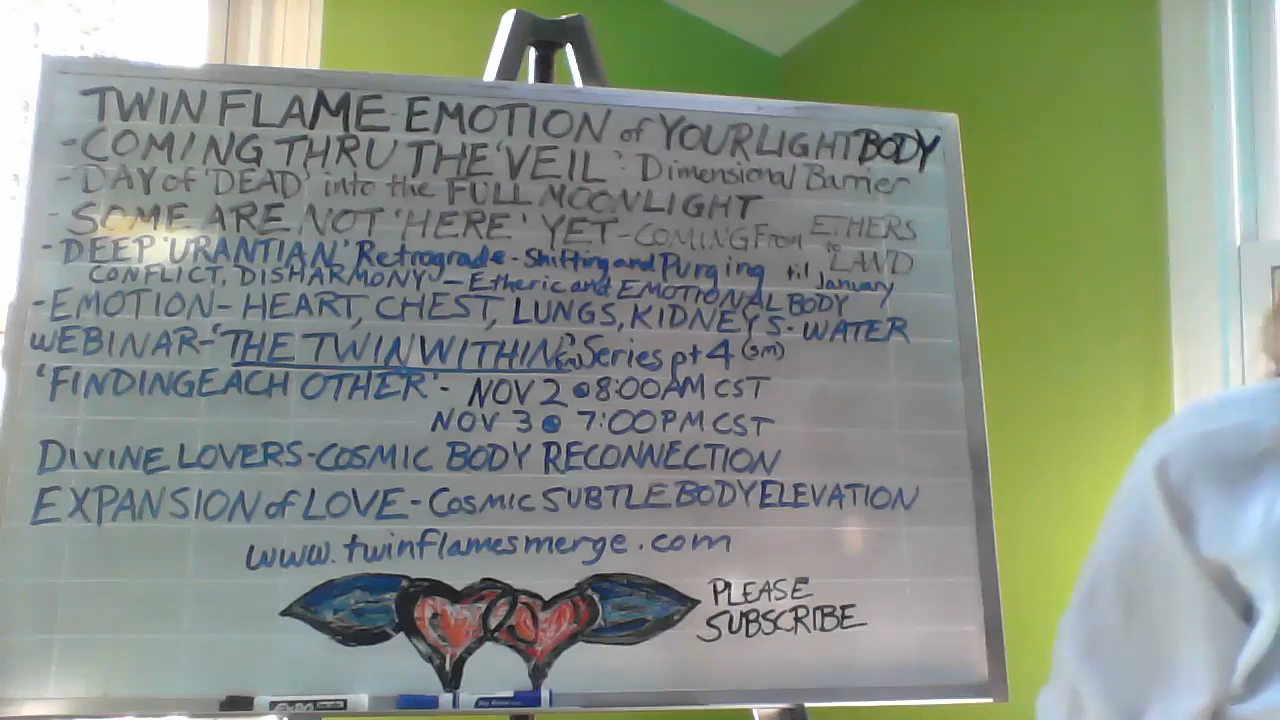 TWIN FLAME-EMOTION of YOUR LIGHT BODY
-COMING THRU THE 'VEIL': Dimensional Barrier
-DAY of 'DEAD' into the FULL MOONLIGHT
-SOME ARE NOT 'HERE' YET-COMING From ETHERS to LAND
-DEEP 'URANTIAN' Retrograde-Shifting and Purging til January
CONFLICT, DISHARMONY-Etheric and EMOTIONAL BODY
-EMOTION-HEART, CHEST, LUNGS, KIDNEYS-WATER
WEBINAR-'THE TWIN WITHIN' Series pt 4 (sm)
'FINDING EACH OTHER'- NOV 2 @ 8:00AM CST
NOV 3 @ 7:00PM CST
DIVINE LOVERS-COSMIC BODY RECONNECTION
EXPANSION of LOVE-COSMIC SUBTLE BODY ELEVATION
www.twinflamesmerge.com
PLEASE
SUBSCRIBE